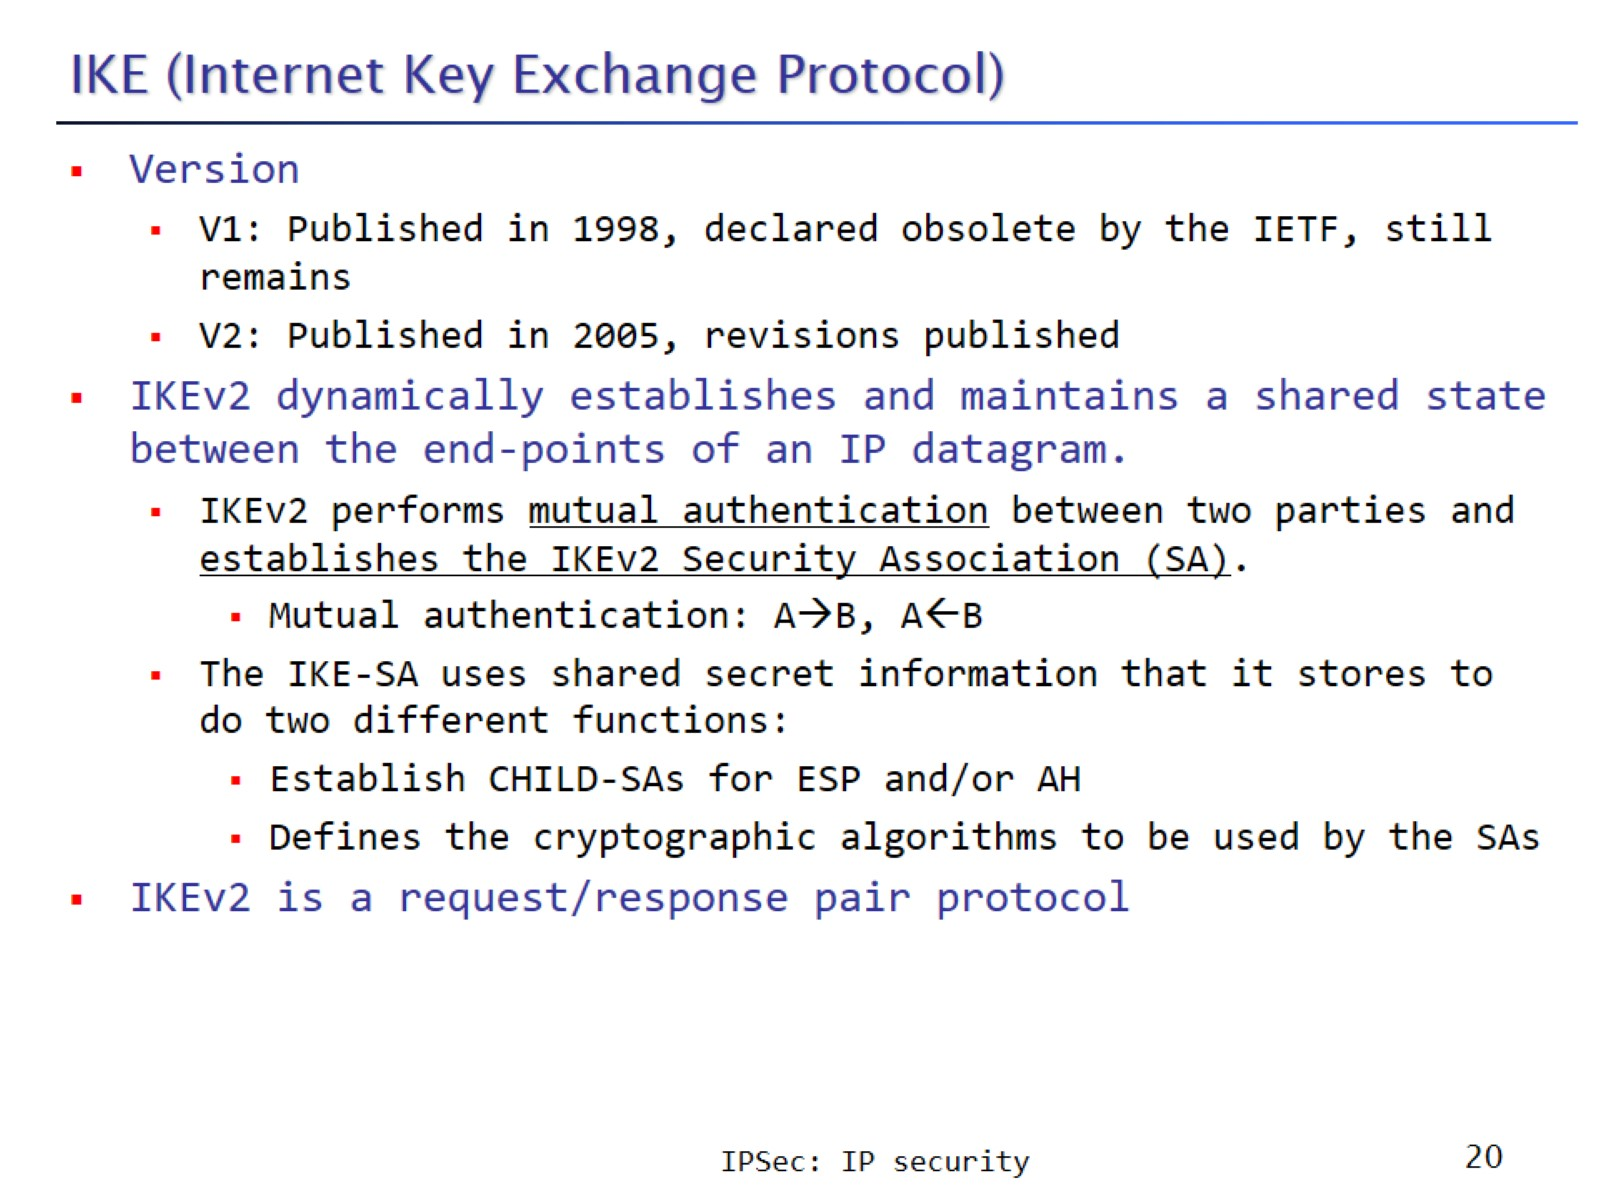 IKE (Internet Key Exchange Protocol)
▪ Version
▪ V1: Published in 1998, declared obsolete by the IETF, still
remains
▪ V2: Published in 2005, revisions published
▪ IKEv2 dynamically establishes and maintains a shared state
between the end-points of an IP datagram.
▪ IKEv2 performs mutual authentication between two parties and
establishes the IKEv2 Security Association (SA).
▪ Mutual authentication: A→B, A←B
▪ The IKE-SA uses shared secret information that it stores to
do two different functions:
▪ Establish CHILD-SAs for ESP and/or AH
▪ Defines the cryptographic algorithms to be used by the SAs
▪ IKEv2 is a request/response pair protocol
IPSec: IP security
20